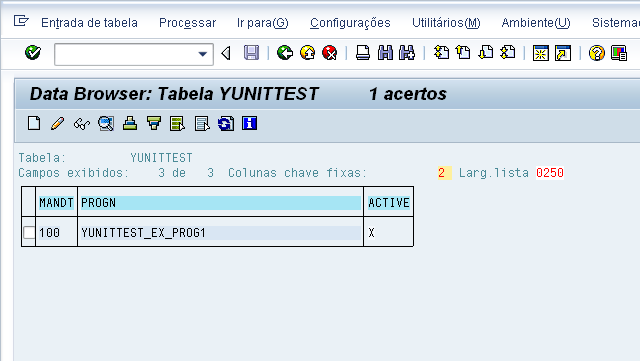 Entrada de tabela Processar Ir para(G) Configurações Utilitários(M) Ambiente(U) Sistema
Data Browser: Tabela YUNITTEST 1 acertos
Tabela: YUNITTEST
Campos exibidos: 3 de 3 Colunas chave fixas: 2 Larg.lista 0250
MANDT PROGN ACTIVE
100 YUNITTEST_EX_PROG1 X